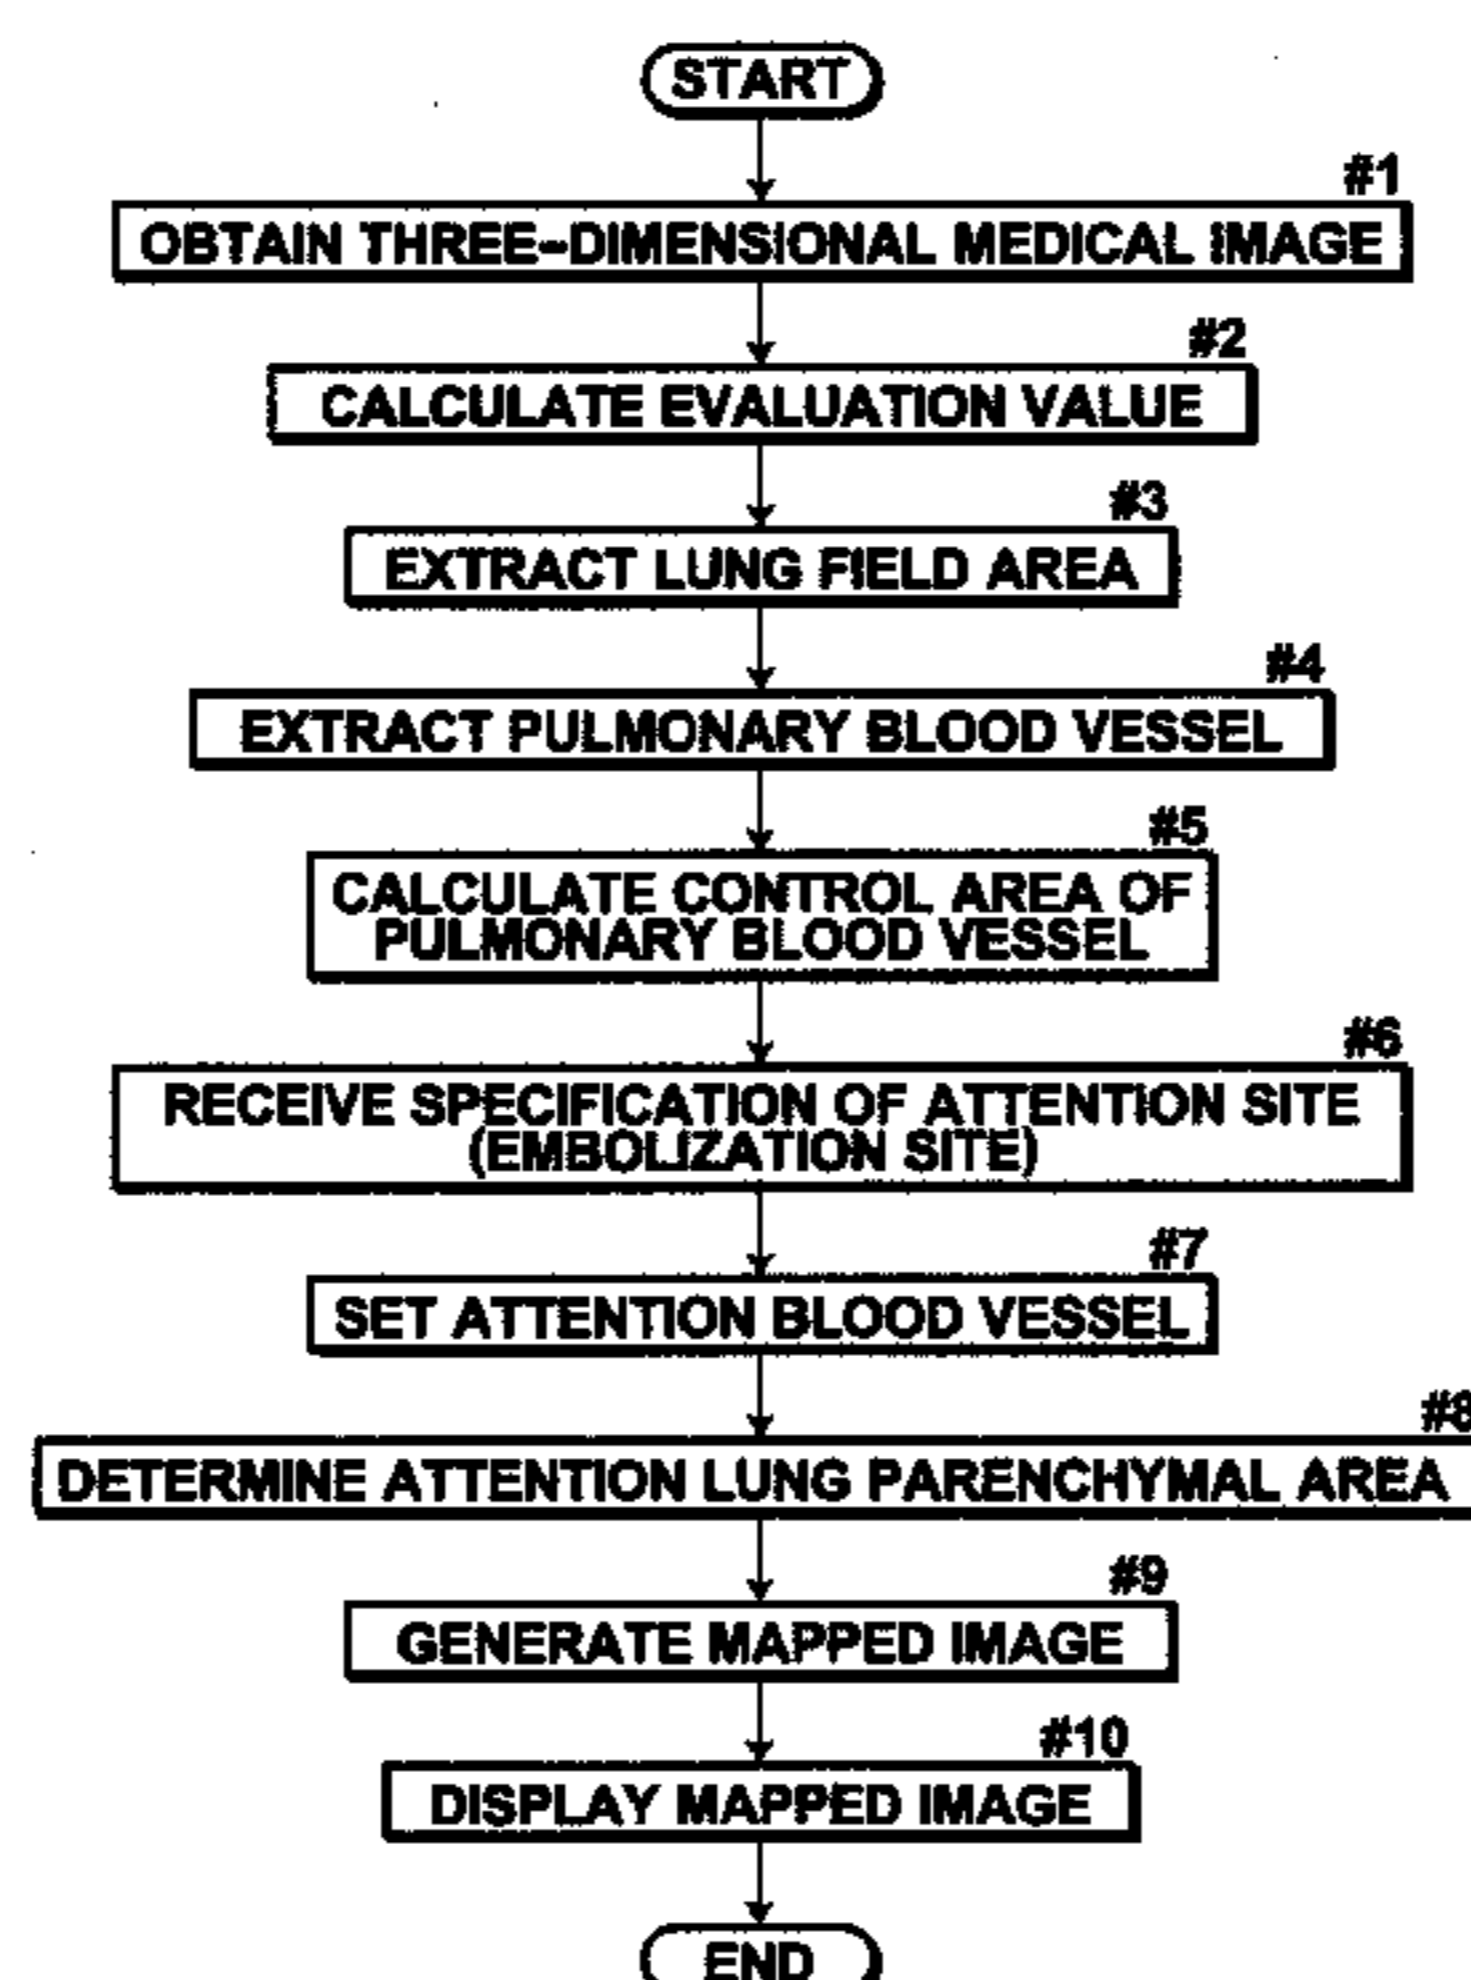 START
#1
OBTAIN THREE-DIMENSIONAL MEDICAL IMAGE
#2
CALCULATE EVALUATION VALUE
#3
EXTRACT LUNG FIELD AREA
#4
EXTRACT PULMONARY BLOOD VESSEL
#5
CALCULATE CONTROL AREA OF
PULMONARY BLOOD VESSEL
#6
RECEIVE SPECIFICATION OF ATTENTION SITE
(EMBOLIZATION SITE)
#7
SET ATTENTION BLOOD VESSEL
#8
DETERMINE ATTENTION LUNG PARENCHYMAL AREA
#9
GENERATE MAPPED IMAGE
#10
DISPLAY MAPPED IMAGE
END